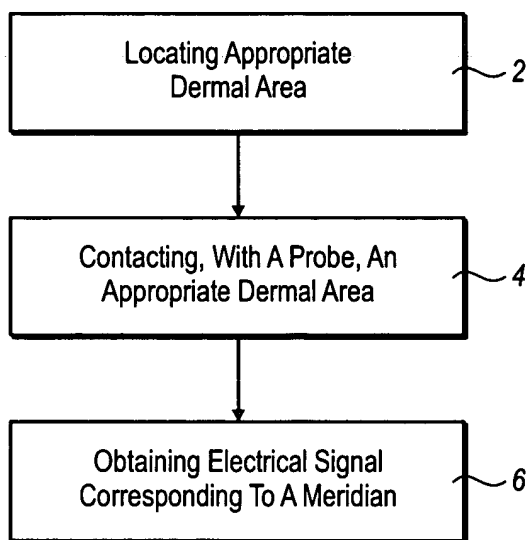 Locating Appropriate
Dermal Area
2
Contacting, With A Probe, An
Appropriate Dermal Area
4
Obtaining Electrical Signal
Corresponding To A Meridian
6